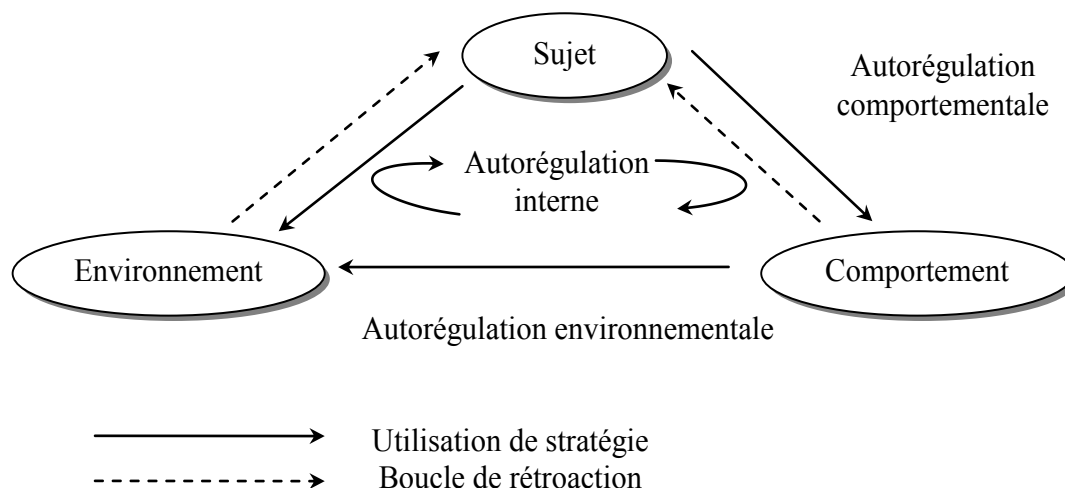 Sujet
Autorégulation
comportementale
Autorégulation
interne
Environnement
Comportement
Autorégulation environnementale
Utilisation de stratégie
Boucle de rétroaction